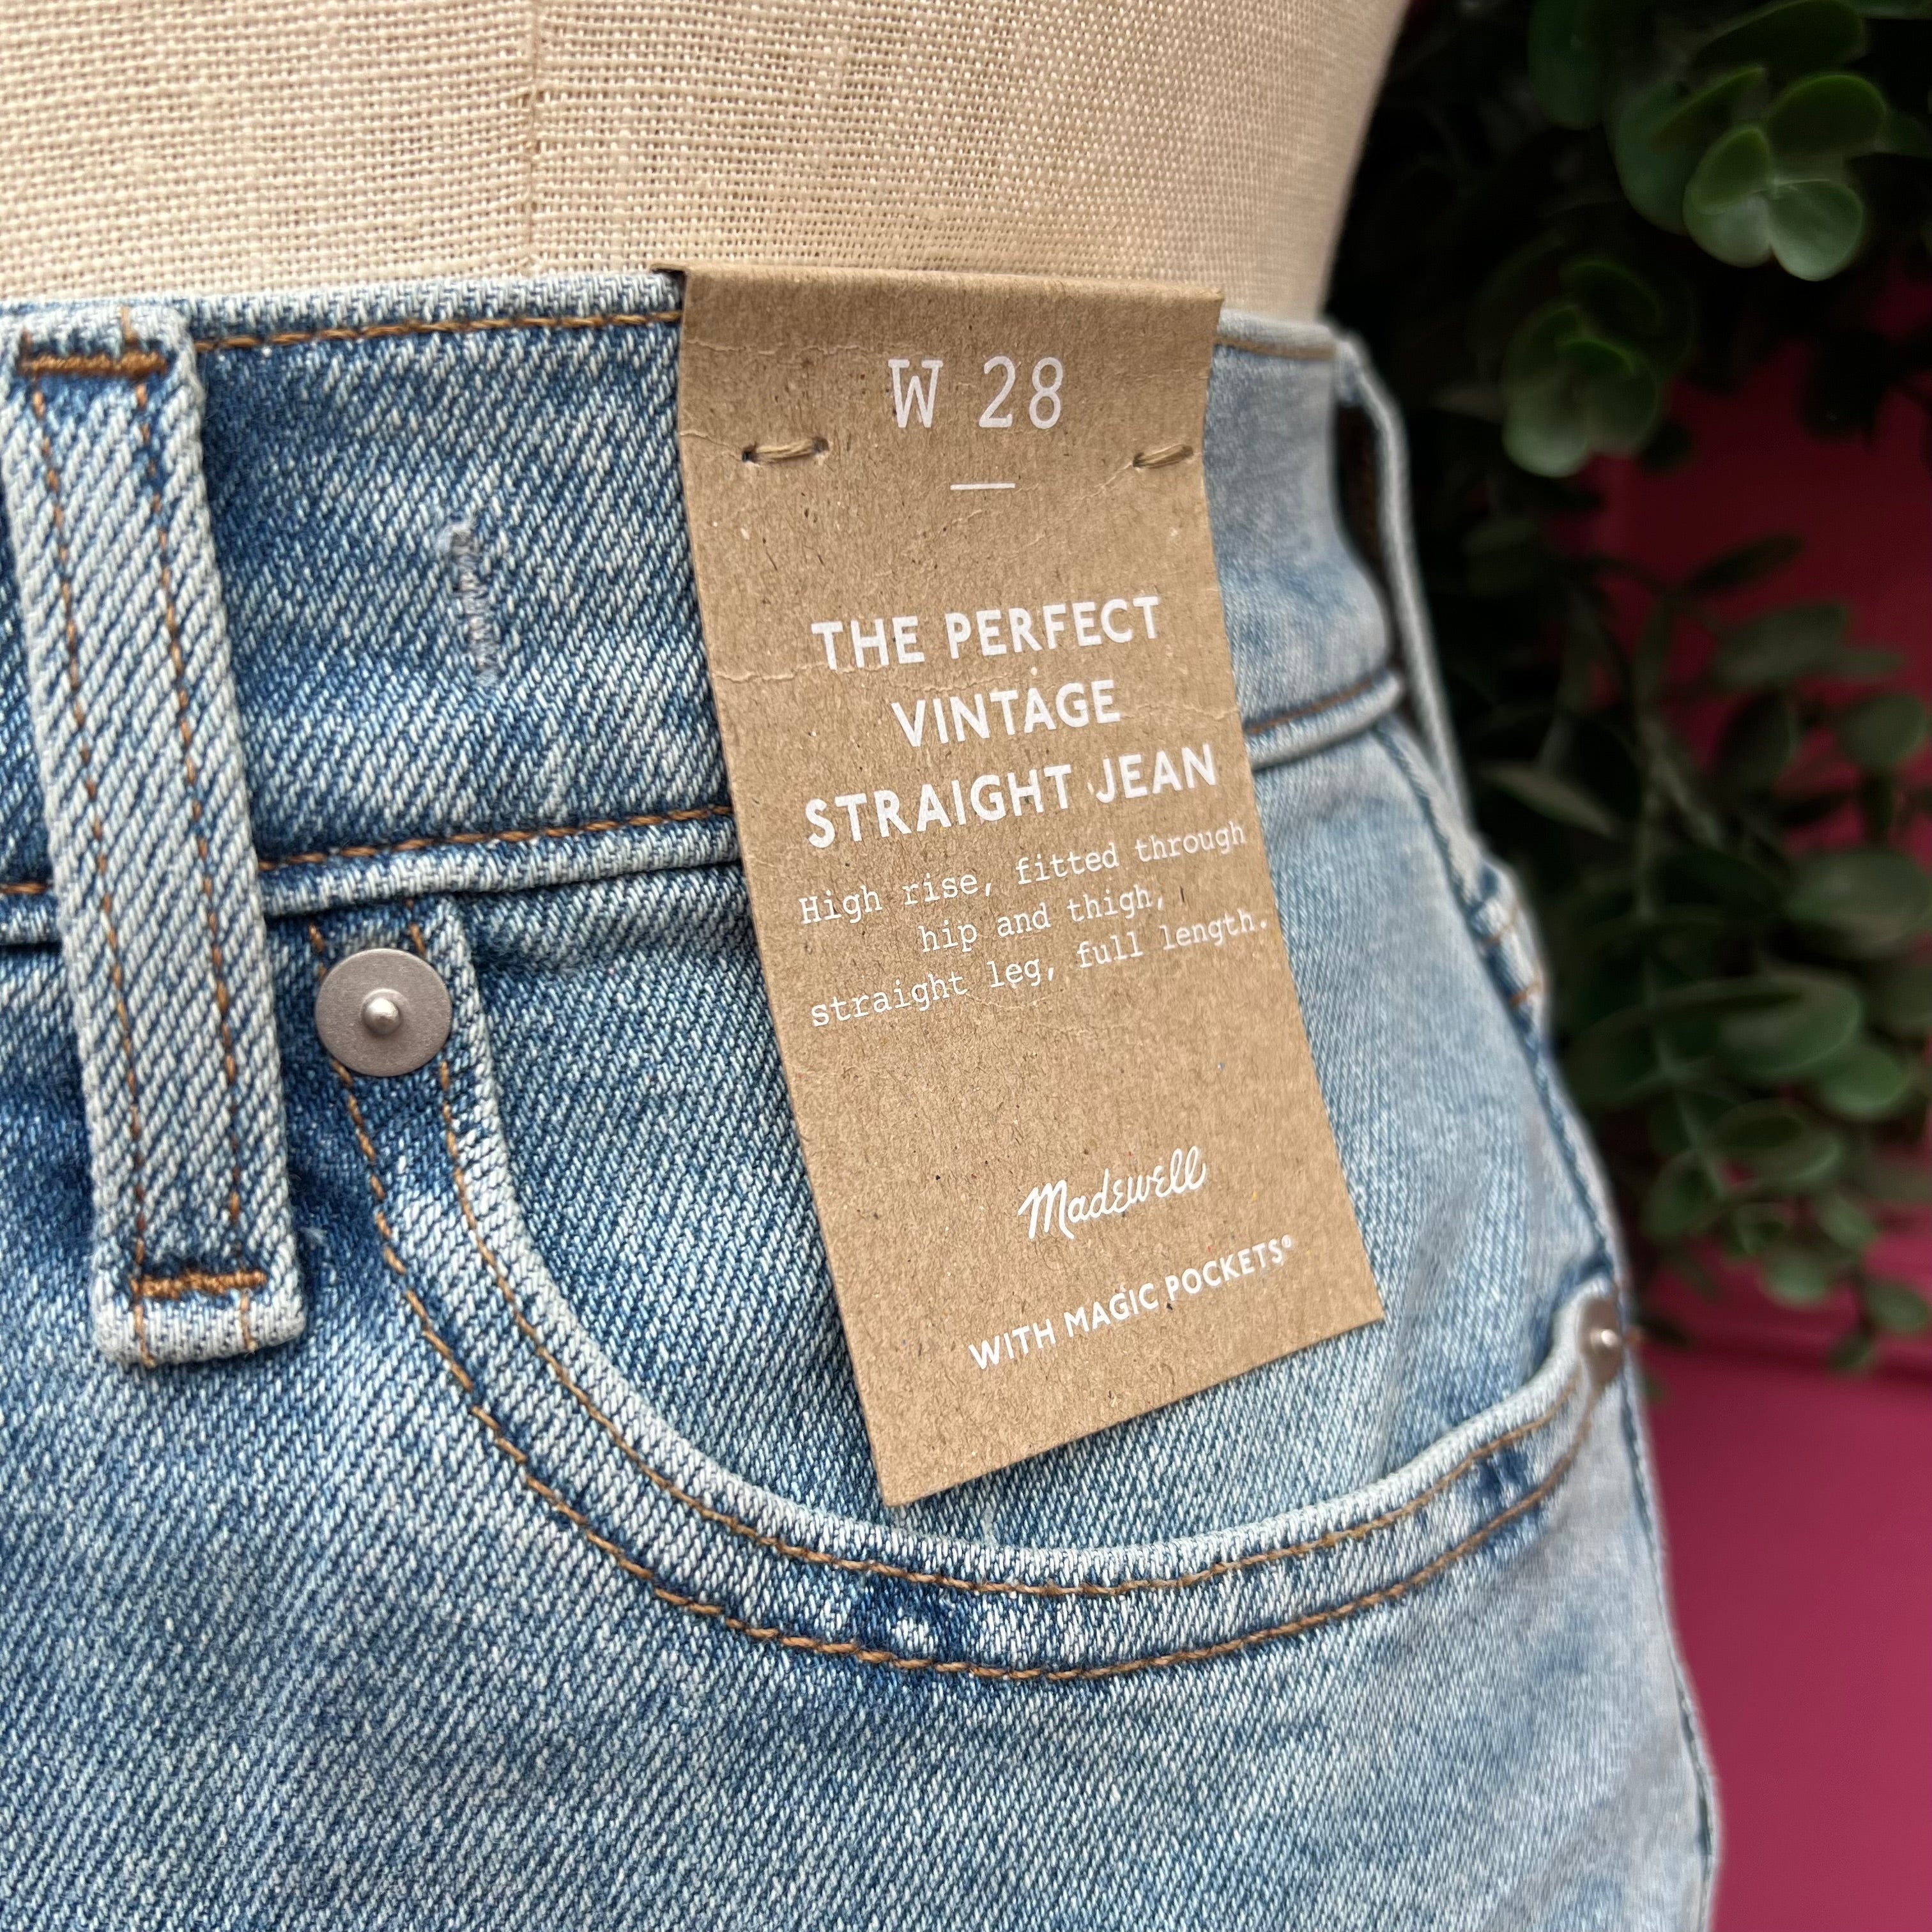 W 28
THE PERFECT
VINTAGE
STRAIGHT JEAN
High rise, fitted through
hip and thigh,
straight leg, full length.
Madewell
WITH MAGIC POCKETS®